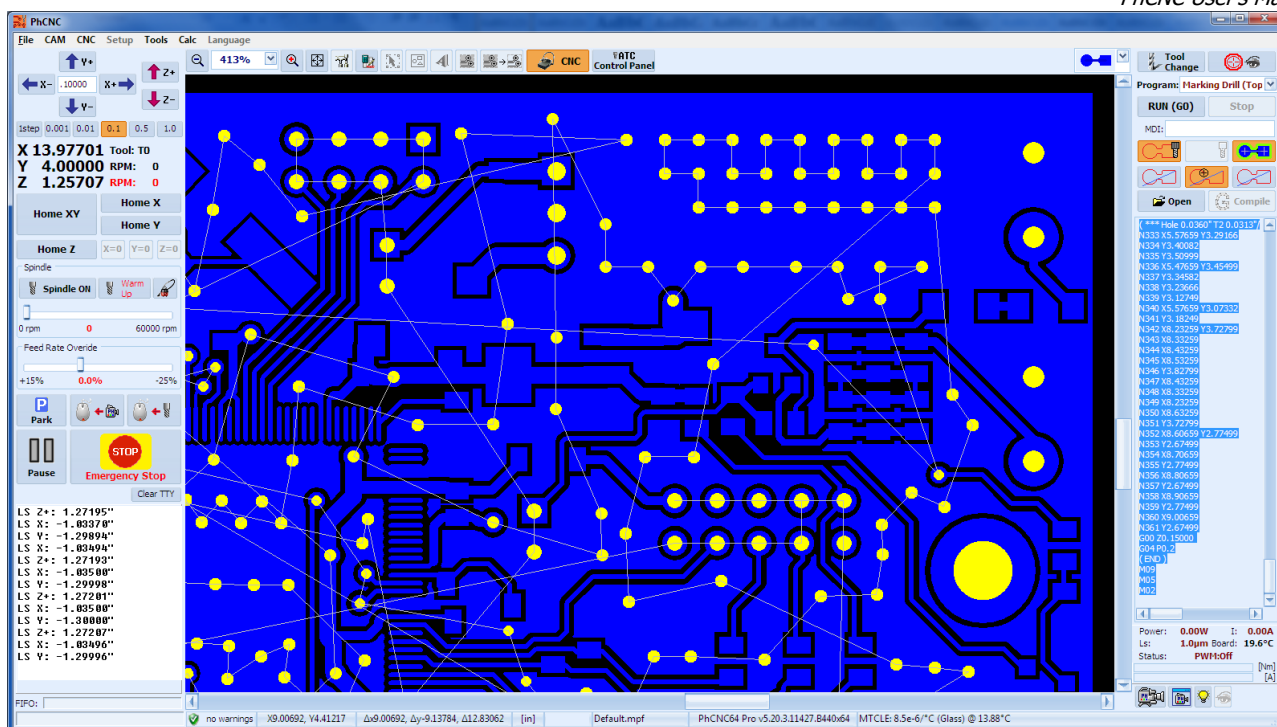 PhCNC User's Ma
PhCNC
File CAM CNC Setup Tools Calc Language
Y+
Z+
X- .10000 X+
Y-
Z-
1step 0.001 0.01 0.1 0.5 1.0
X 13.97701 Tool: T0
Y 4.00000 RPM: 0
Z 1.25707 RPM: 0
Home XY
Home X
Home Y
Home Z X=0 Y=0 Z=0
Spindle
Spindle ON Warm Up
0 rpm 0 60000 rpm
Feed Rate Overide
+15% 0.0% -25%
P
Park
Pause
STOP
Emergency Stop
Clear TTY
LS Z+: 1.27195"
LS X: -1.03370"
LS Y: -1.29894"
LS X: -1.03494"
LS Z+: 1.27193"
LS X: -1.03500"
LS Y: -1.29998"
LS Z+: 1.27201"
LS X: -1.03500"
LS Y: -1.30000"
LS Z+: 1.27207"
LS X: -1.03496"
LS Y: -1.29996"
FIFO:
413%
CNC
ATC
Control Panel
Tool
Change
Program: Marking Drill (Top
RUN (GO) Stop
MDI:
Open Compile
( *** Hole 0.0360" T2 0.0313"/
N333 X5.57659 Y3.29166
N334 Y3.40082
N335 Y3.50999
N336 X5.47659 Y3.45499
N337 Y3.34582
N338 Y3.23666
N339 Y3.12749
N340 X5.57659 Y3.07332
N341 Y3.18249
N342 X8.23259 Y3.72799
N343 X8.33259
N344 X8.43259
N345 X8.53259
N346 Y3.82799
N347 X8.43259
N348 X8.33259
N349 X8.23259
N350 X8.63259
N351 Y3.72799
N352 X8.60659 Y2.77499
N353 Y2.67499
N354 X8.70659
N355 Y2.77499
N356 X8.80659
N357 Y2.67499
N358 X8.90659
N359 Y2.77499
N360 X9.00659
N361 Y2.67499
G00 Z0.15000
G04 P0.2
( END )
M09
M05
M02
Power: 0.00W I: 0.00A
Ls: 1.0µm Board: 19.6°C
Status: PWM:Off
[Nm]
[A]
no warnings X9.00692, Y4.41217 Δx9.00692, Δy-9.13784, Δ12.83062 [in] Default.mpf PhCNC64 Pro v5.20.3.11427.B440x64 MTCLE: 8.5e-6/°C (Glass) @ 13.88°C